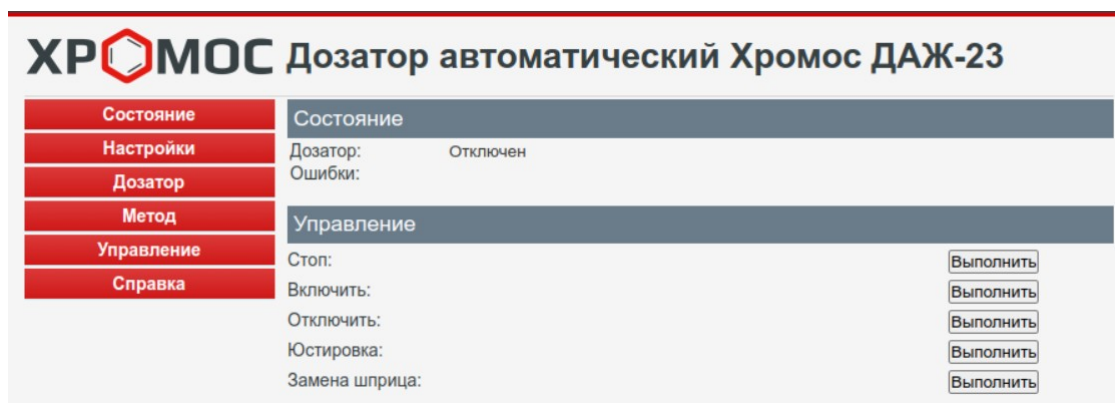 ХРОМОС Дозатор автоматический Хромос ДАЖ-23
Состояние
Настройки
Дозатор
Метод
Управление
Справка
Состояние
Дозатор: Отключен
Ошибки:
Управление
Стоп: Выполнить
Включить: Выполнить
Отключить: Выполнить
Юстировка: Выполнить
Замена шприца: Выполнить